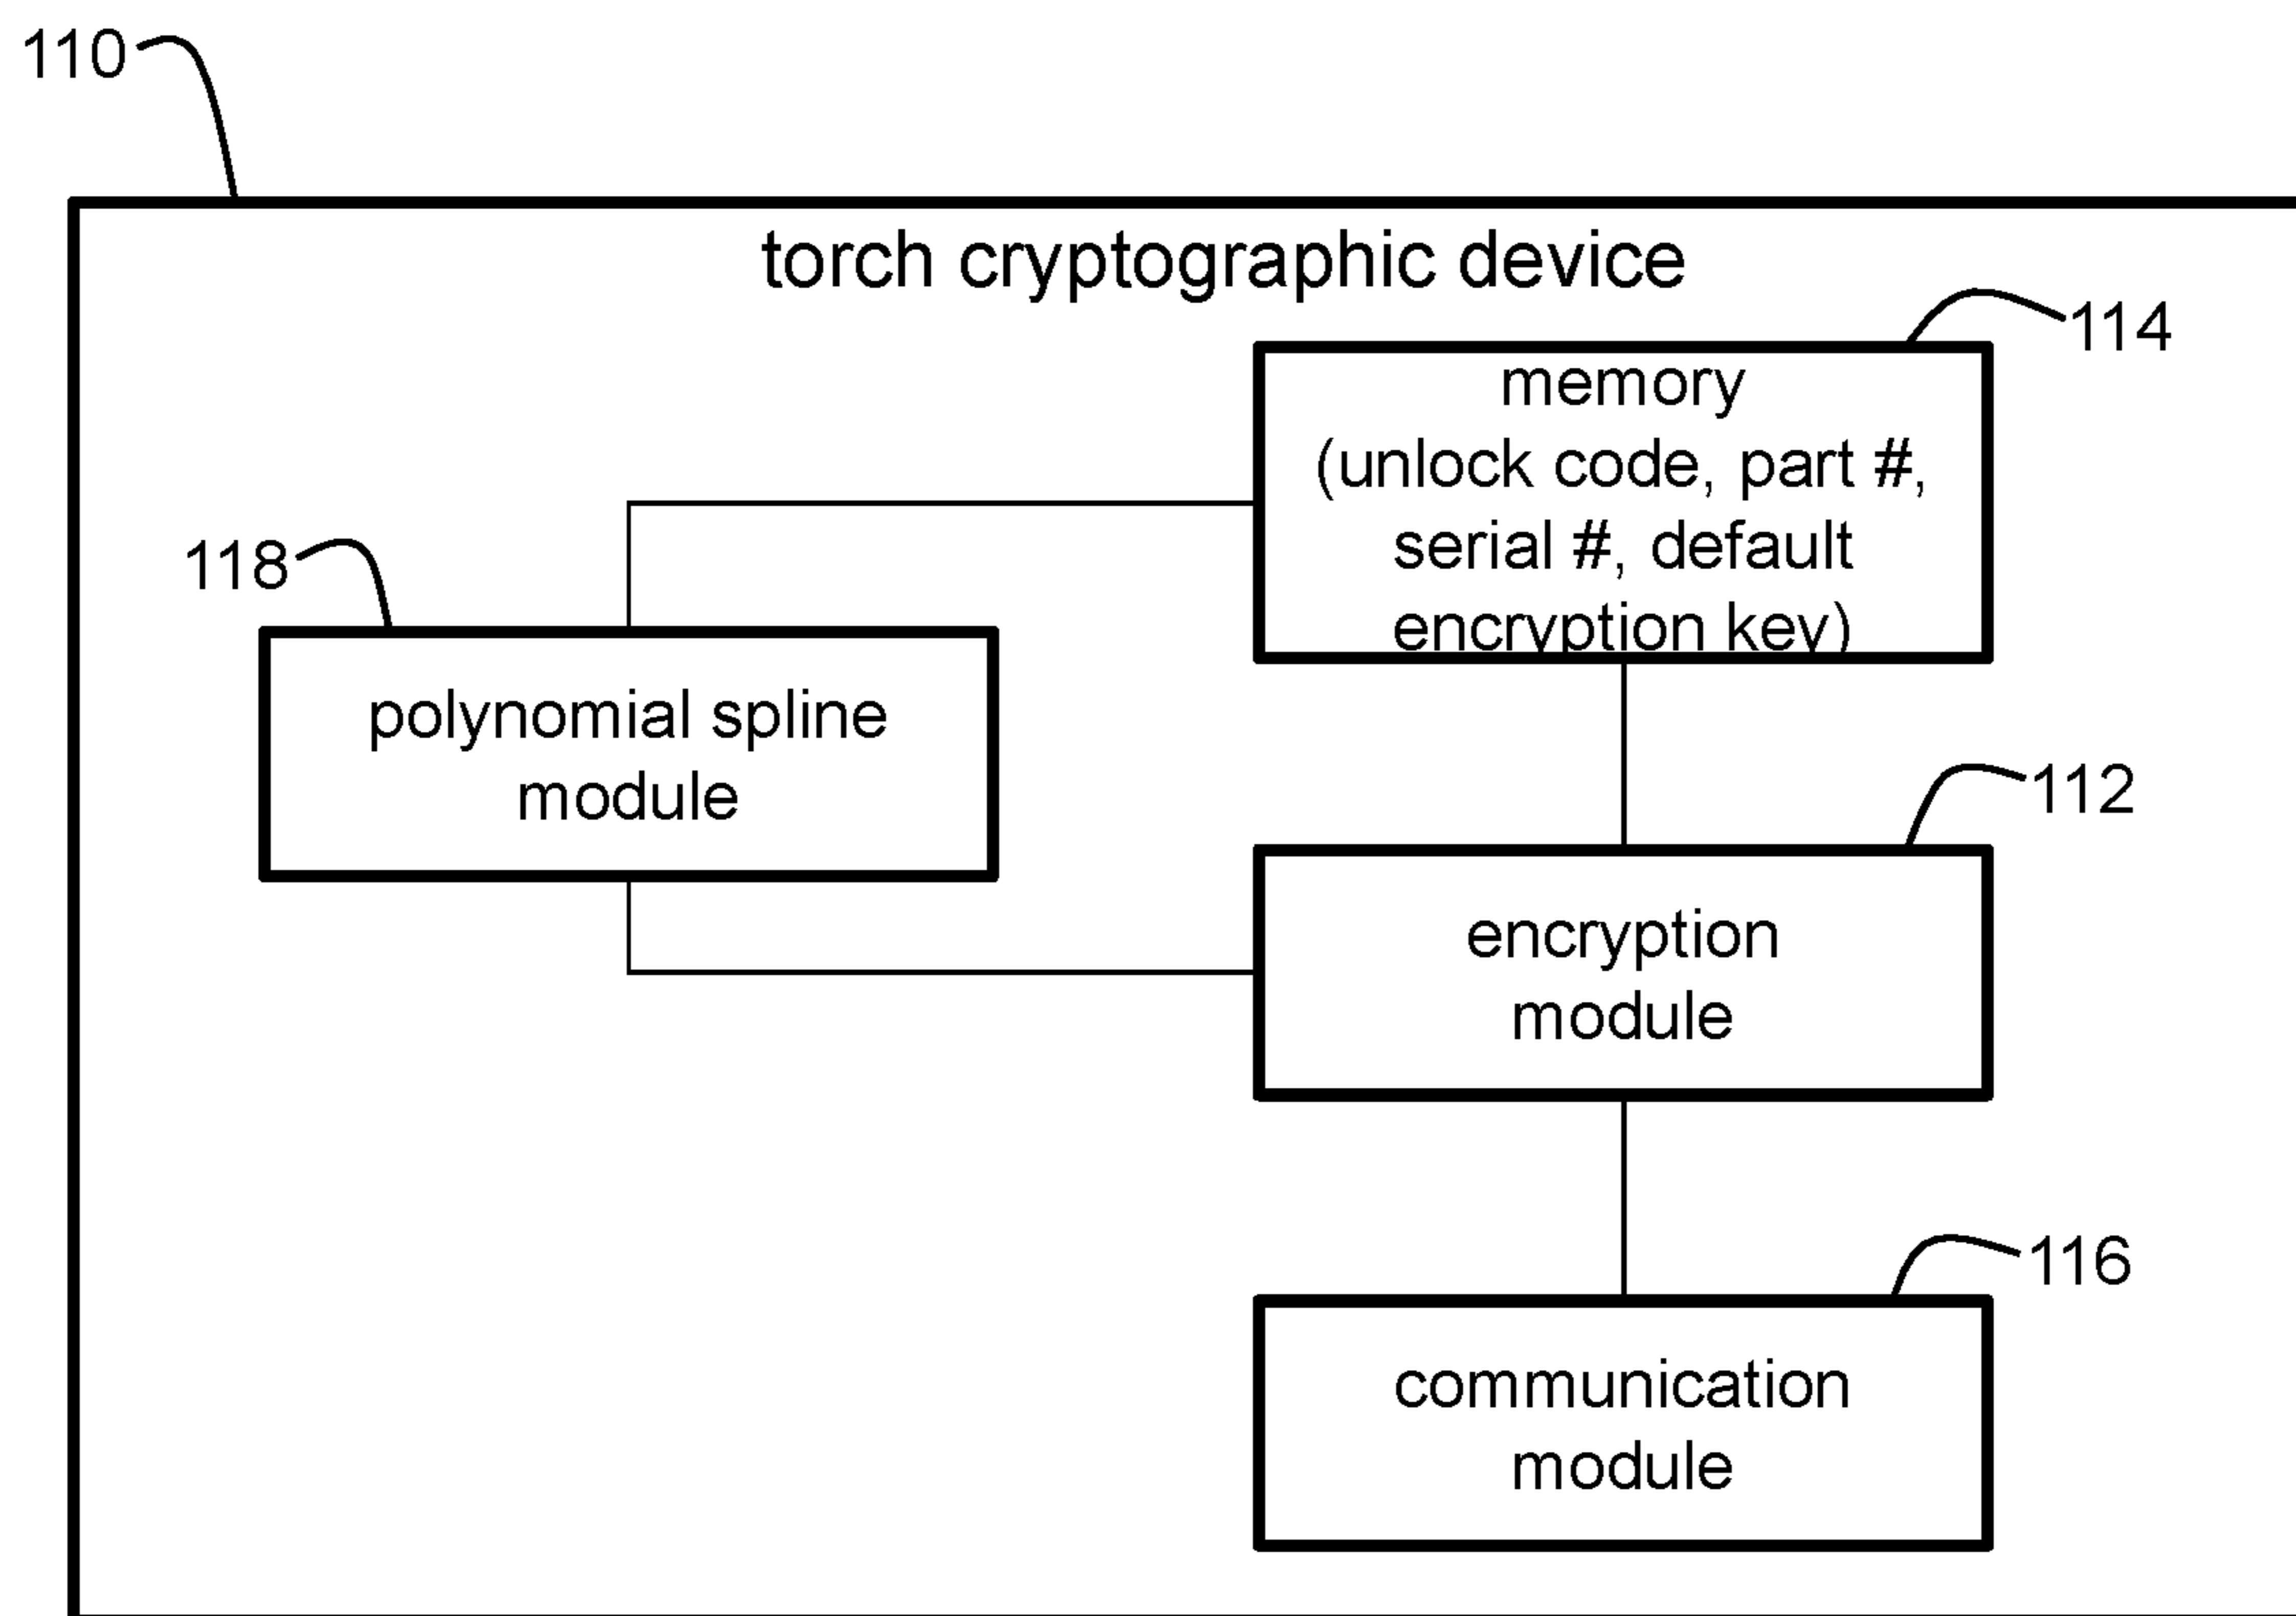 110
torch cryptographic device
114
memory
(unlock code, part #,
serial #, default
encryption key)
118
polynomial spline
module
112
encryption
module
116
communication
module